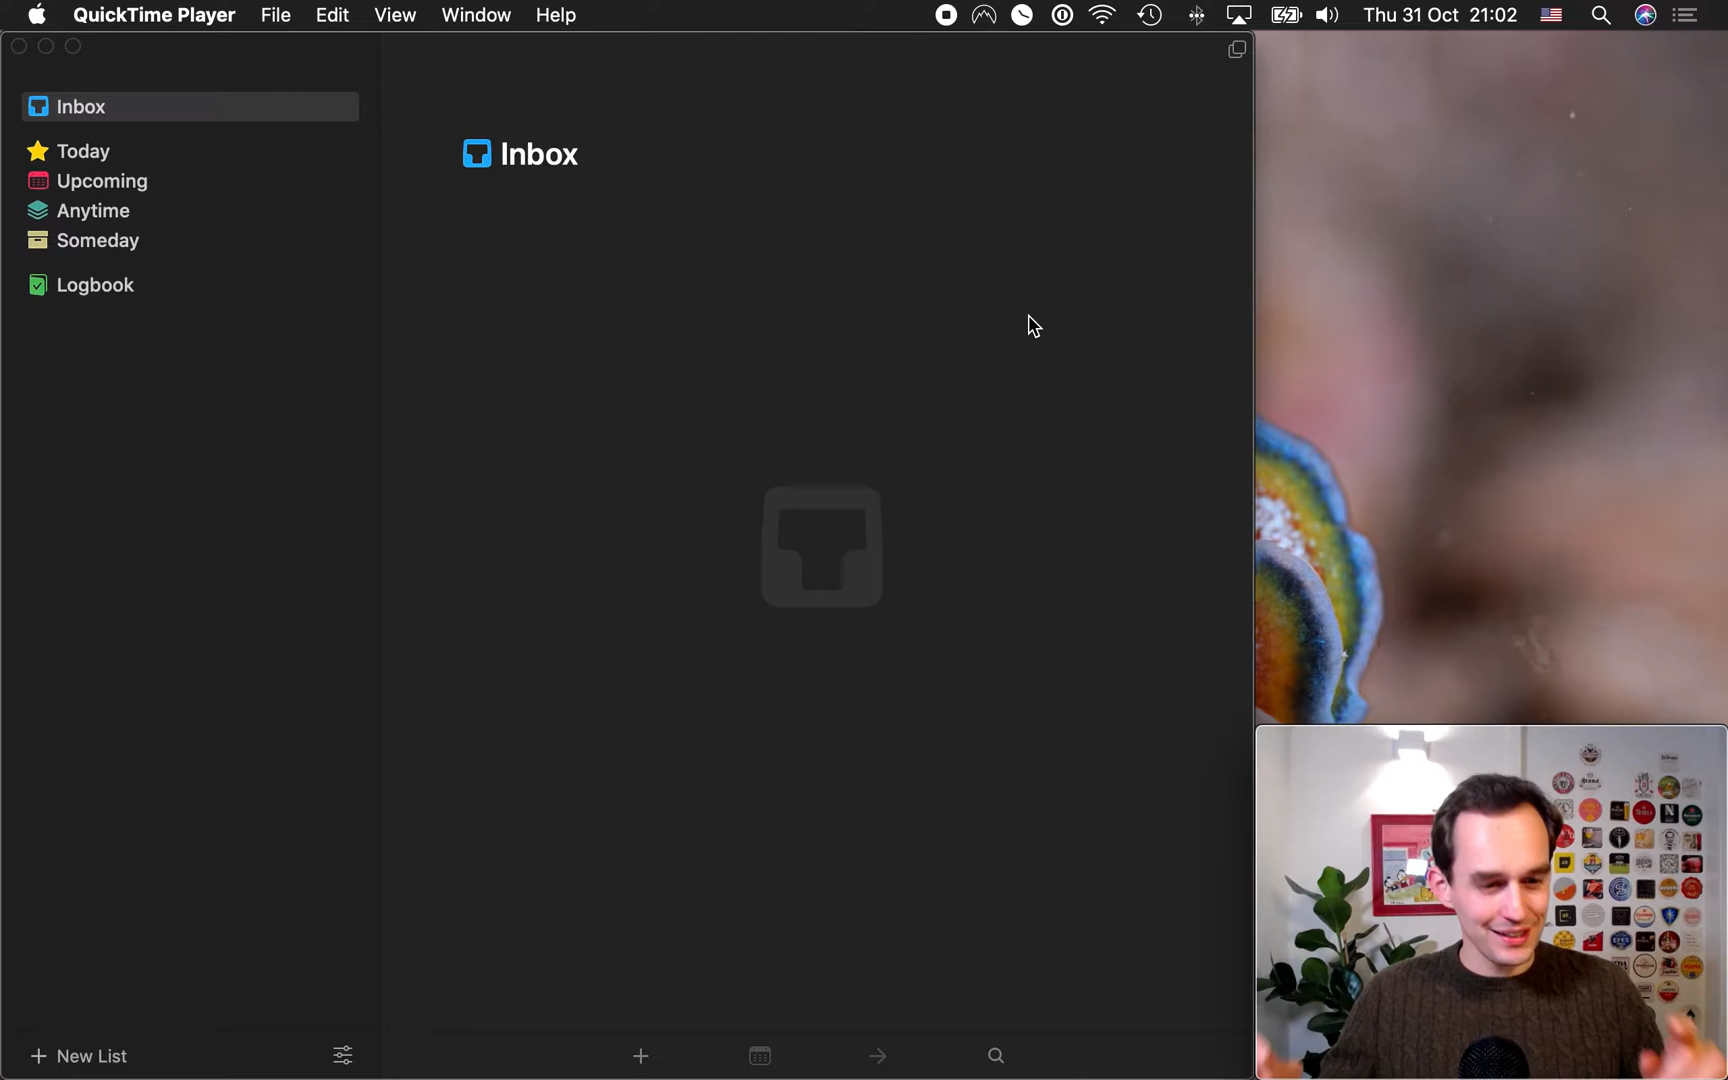 QuickTime Player File Edit View Window Help Thu 31 Oct 21:02
Inbox
Today
Upcoming
Anytime
Someday
Logbook
Inbox
New List